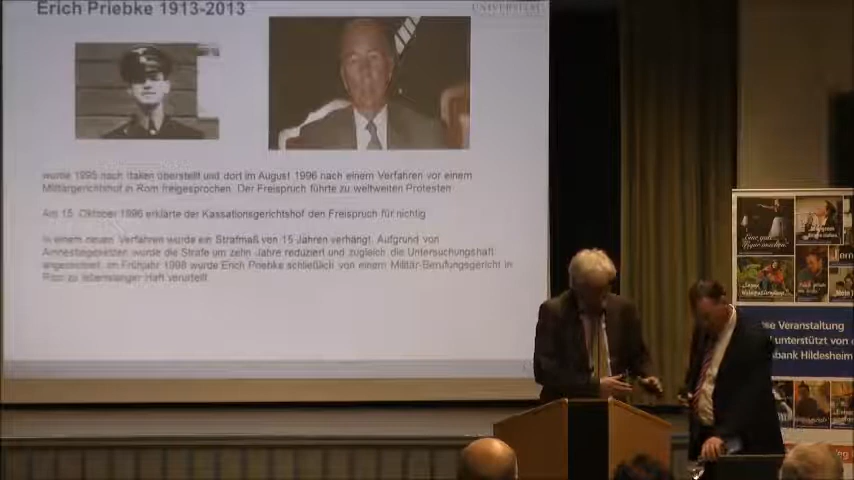 Erich Priebke 1913-2013
UNIVERSITÄT
wurde 1995 nach Italien überstellt und dort im August 1996 nach einem Verfahren vor einem
Militärgerichtshof in Rom freigesprochen. Der Freispruch führte zu weltweiten Protesten
Am 15. Oktober 1996 erklärte der Kassationsgerichtshof den Freispruch für nichtig
In einem neuen Verfahren wurde ein Strafmaß von 15 Jahren verhängt. Aufgrund von
Amnestiegesetzen wurde die Strafe um zehn Jahre reduziert und zugleich die Untersuchungshaft
angerechnet. Im Frühjahr 1998 wurde Erich Priebke schließlich von einem Militär-Berufungsgericht in
Rom zu lebenslanger Haft verurteilt.
se Veranstaltung
unterstützt von
bank Hildesheim